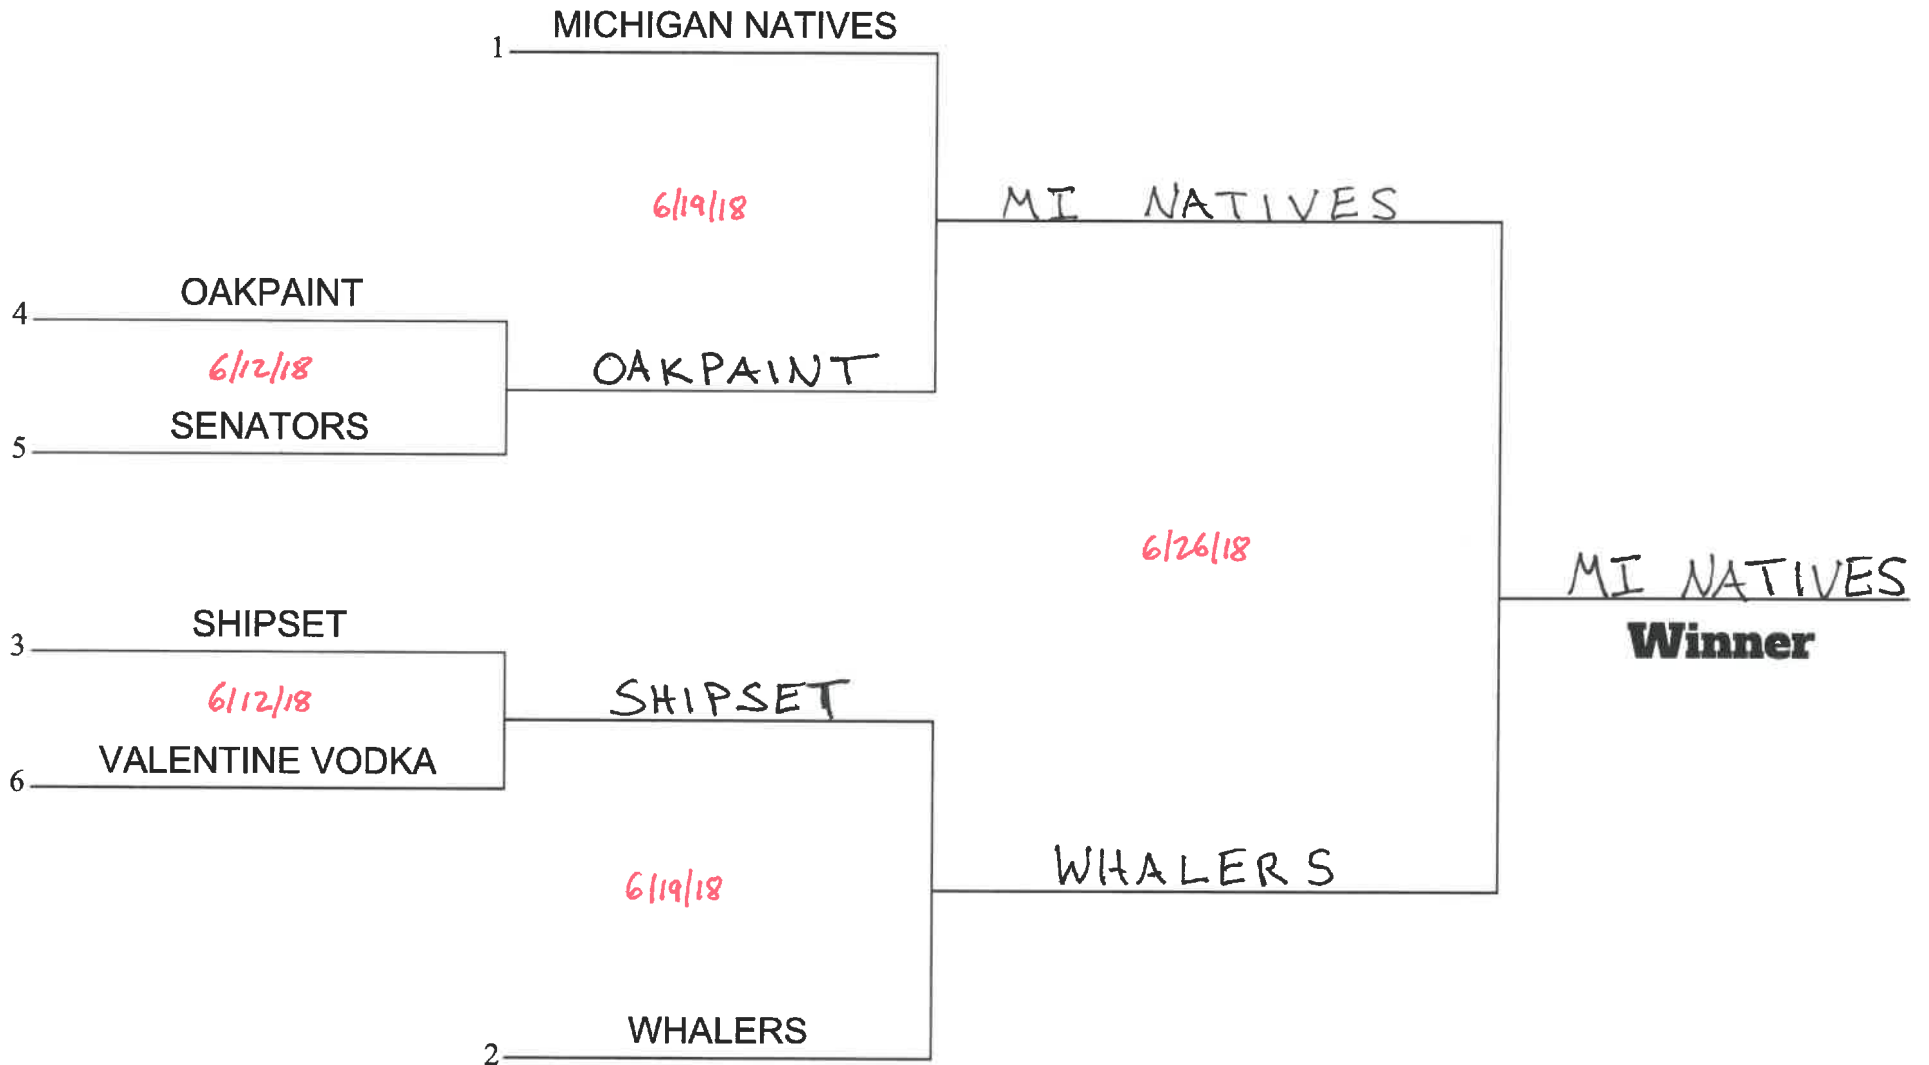 MICHIGAN NATIVES
1
6/19/18
MI NATIVES
OAKPAINT
4
6/12/18
OAKPAINT
SENATORS
5
6/26/18
MI NATIVES
Winner
SHIPSET
3
6/12/18
SHIPSET
VALENTINE VODKA
6
WHALERS
6/19/18
WHALERS
2